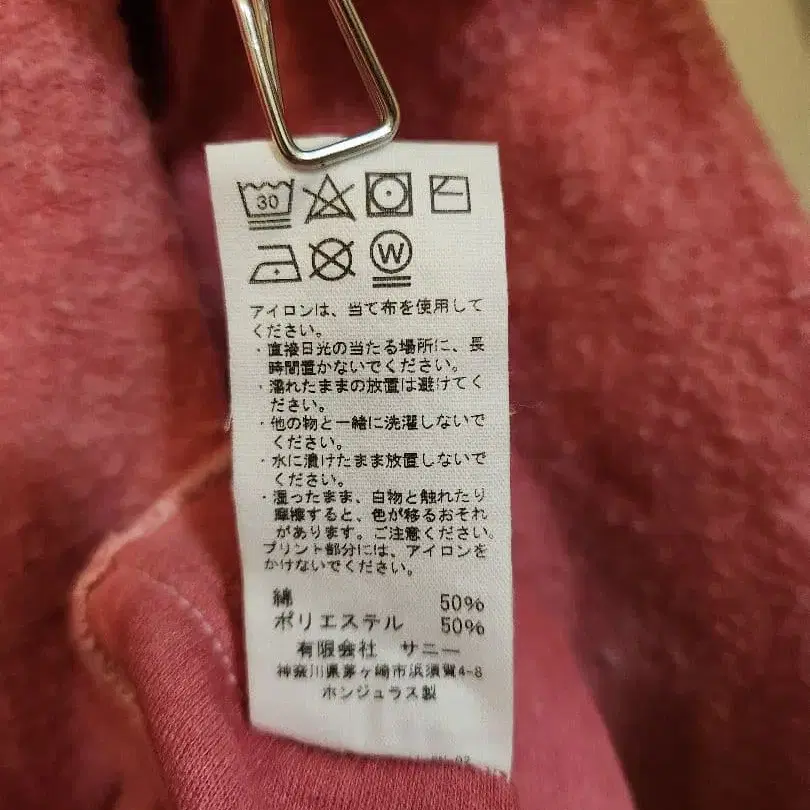 30
W
アイロンは、当て布を使用して
ください。
・直接日光の当たる場所に、長
時間置かないでください。
・濡れたままの放置は避けてく
ださい。
・他の物と一緒に洗濯しないで
ください。
・水に漬けたまま放置しないで
ください。
・湿ったまま、白物と触れたり
摩擦すると、色が移るおそれ
があります。ご注意ください。
プリント部分には、アイロンを
かけないでください。
綿 50%
ポリエステル 50%
有限会社 サニー
神奈川県茅ヶ崎市浜須賀4-8
ホンジュラス製